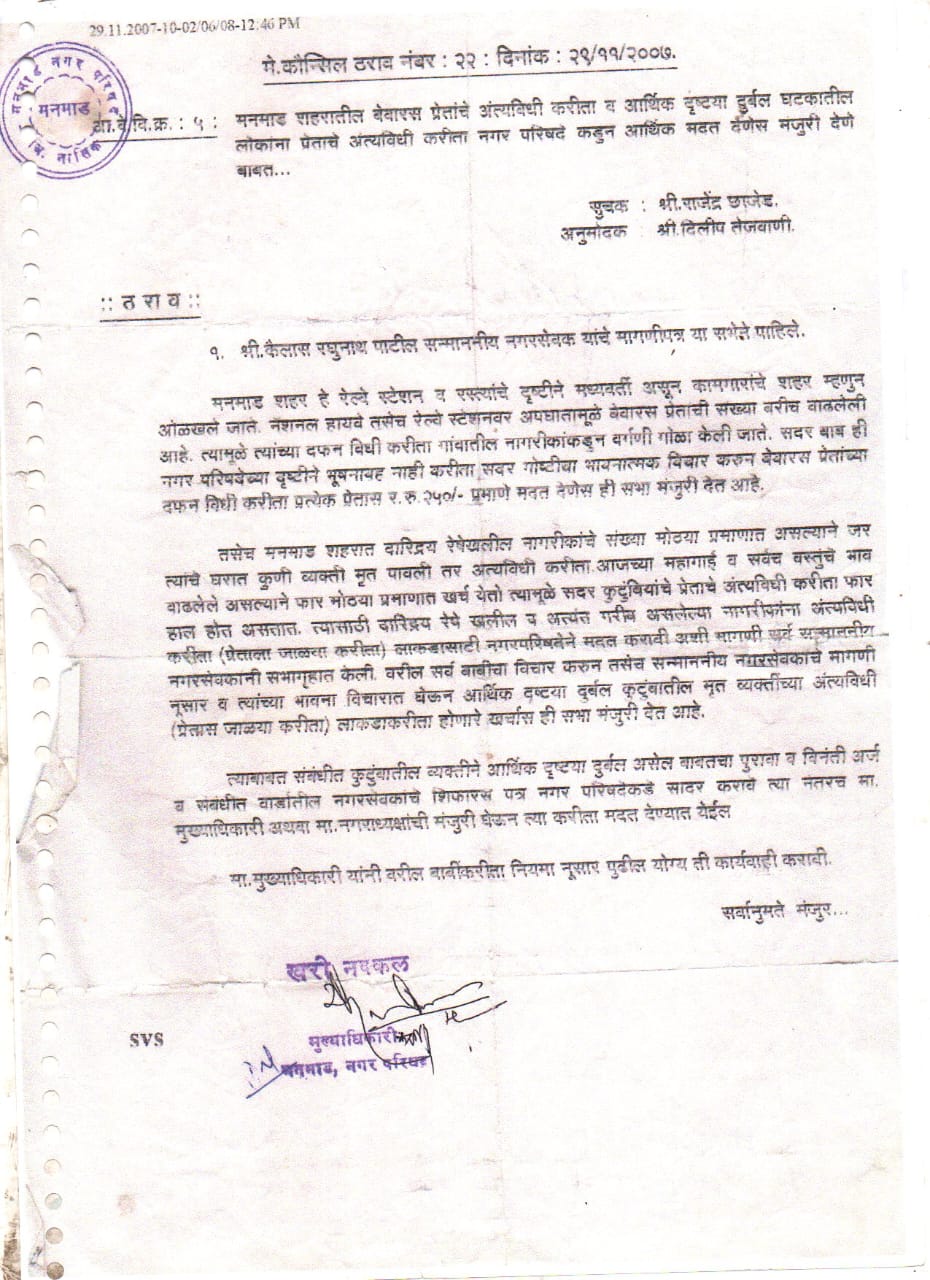 29.11.2007-10-02/06/08-12:46 PM
मे.कौन्सिल ठराव नंबर : २२ : दिनांक : २९/११/२००७.
मनमाड नगर परिषद
मनमाड
जि. नासिक
वि.क्र. : ५ :
मनमाड शहरातील बेवारस प्रेतांचे अंत्यविधी करीता व आर्थिक दृष्टया दुर्बल घटकातील
लोकांना प्रेताचे अंत्यविधी करीता नगर परिषदे कडुन आर्थिक मदत देणेस मंजुरी देणे
बाबत...
सुचक : श्री.राजेंद्र छाजेड.
अनुमोदक : श्री.दिलीप तेजवाणी.
:: ठ रा व ::
१. श्री.कैलास रघुनाथ पाटील सन्माननीय नगरसेवक यांचे मागणीपत्र या सभेने पाहिले.
मनमाड शहर हे रेल्वे स्टेशन व रस्त्यांचे दृष्टीने मध्यवर्ती असून कामगारांचे शहर म्हणुन
ओळखले जाते. नॅशनल हायवे तसेच रेल्वे स्टेशनवर अपघातामूळे बेवारस प्रेताची संख्या बरीच वाढलेली
आहे. त्यामूळे त्यांच्या दफन विधी करीता गांवातील नागरीकाकडुन वर्गणी गोळा केली जाते. सदर बाब ही
नगर परिषदेच्या दृष्टीने भूषनावह नाही करीता सदर गोष्टीचा भावनात्मक विचार करुन बेवारस प्रेतांच्या
दफन विधी करीता प्रत्येक प्रेतास र.रु.२५०/- प्रमाणे मदत देणेस ही सभा मंजुरी देत आहे.
तसेच मनमाड शहरात दारिद्रय रेषेखलील नागरीकांचे संख्या मोठया प्रमाणात असल्याने जर
त्यांचे घरात कुणी व्यक्ती मृत पावली तर अंत्यविधी करीता.आजच्या महागाई व सर्वच वस्तुंचे भाव
वाढलेले असल्याने फार मोठया प्रमाणात खर्च येतो त्यामूळे सदर कुटुंबियांचे प्रेताचे अंत्यविधी करीता फार
हाल होत असतात. त्यासाठी दारिद्रय रेषे खलील व अत्यंत गरीब असलेल्या नागरीकांना अंत्यविधी
करीता (प्रेताला जाळवा करीता) लाकडासाटी नगरपरिषदेने मदत करावी अशी मागणी सर्व सन्माननीय
नगरसेवकांनी सभागृहात केली. वरील सर्व बाबींचा विचार करुन तसेच सन्माननीय नगरसेवकाचे मागणी
नूसार व त्यांच्या भावना विचारात घेऊन आर्थिक दृष्टया दुर्बल कुटुंबातील मृत व्यक्तींच्या अंत्यविधी
(प्रेतास जाळया करीता) लाकडाकरीता होणारे खर्चास ही सभा मंजुरी देत आहे.
त्याबाबत संबंधीत कुटुंबातील व्यक्तीने आर्थिक दृष्टया दुर्बल असेल बाबतचा पुरावा व विनंती अर्ज
व संबंधीत वार्डातील नगरसेवकांचे शिफारस पत्र नगर परिषदेकडे सादर करावे त्या नंतरच मा.
मुख्याधिकारी अथवा मा.नगराध्यक्षांची मंजुरी घेऊन त्या करीता मदत देण्यात येईल
मा.मुख्याधिकारी यांनी वरील बाबींकरीता नियमा नूसार पुढील योग्य ती कार्यवाही करावी.
सर्वानुमते मंजुर...
खरी नक्कल
SVS
मुख्याधिकारी
मनमाड, नगर परिषद